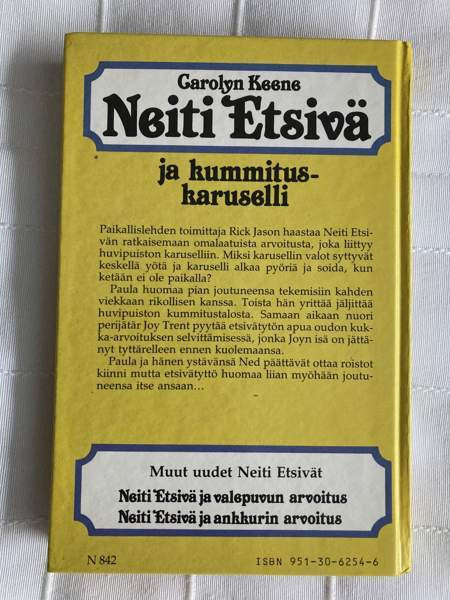 Carolyn Keene
Neiti Etsivä
ja kummitus-
karuselli
Paikallislehden toimittaja Rick Jason haastaa Neiti Etsi-
vän ratkaisemaan omalaatuista arvoitusta, joka liittyy
huvipuiston karuselliin. Miksi karusellin valot syttyvät
keskellä yötä ja karuselli alkaa pyöriä ja soida, kun
ketään ei ole paikalla?
Paula huomaa pian joutuneensa tekemisiin kahden
viekkaan rikollisen kanssa. Toista hän yrittää jäljittää
huvipuiston kummitustalosta. Samaan aikaan nuori
perijätär Joy Trent pyytää etsivätytön apua oudon kuk-
ka-arvoituksen selvittämisessä, jonka Joyn isä on jättä-
nyt tyttärelleen ennen kuolemaansa.
Paula ja hänen ystävänsä Ned päättävät ottaa roistot
kiinni mutta etsivätyttö huomaa liian myöhään joutu-
neensa itse ansaan...
Muut uudet Neiti Etsivät
Neiti Etsivä ja valepuvun arvoitus
Neiti Etsivä ja ankkurin arvoitus
N 842
ISBN 951-30-6254-6